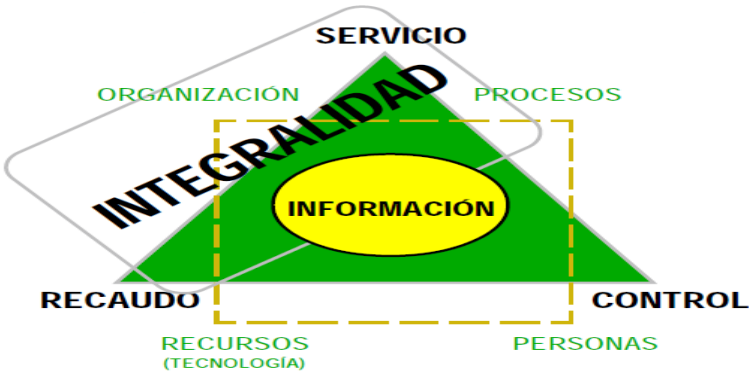 SERVICIO
ORGANIZACIÓN
PROCESOS
INTEGRALIDAD
INFORMACIÓN
RECAUDO
CONTROL
RECURSOS
(TECNOLOGÍA)
PERSONAS